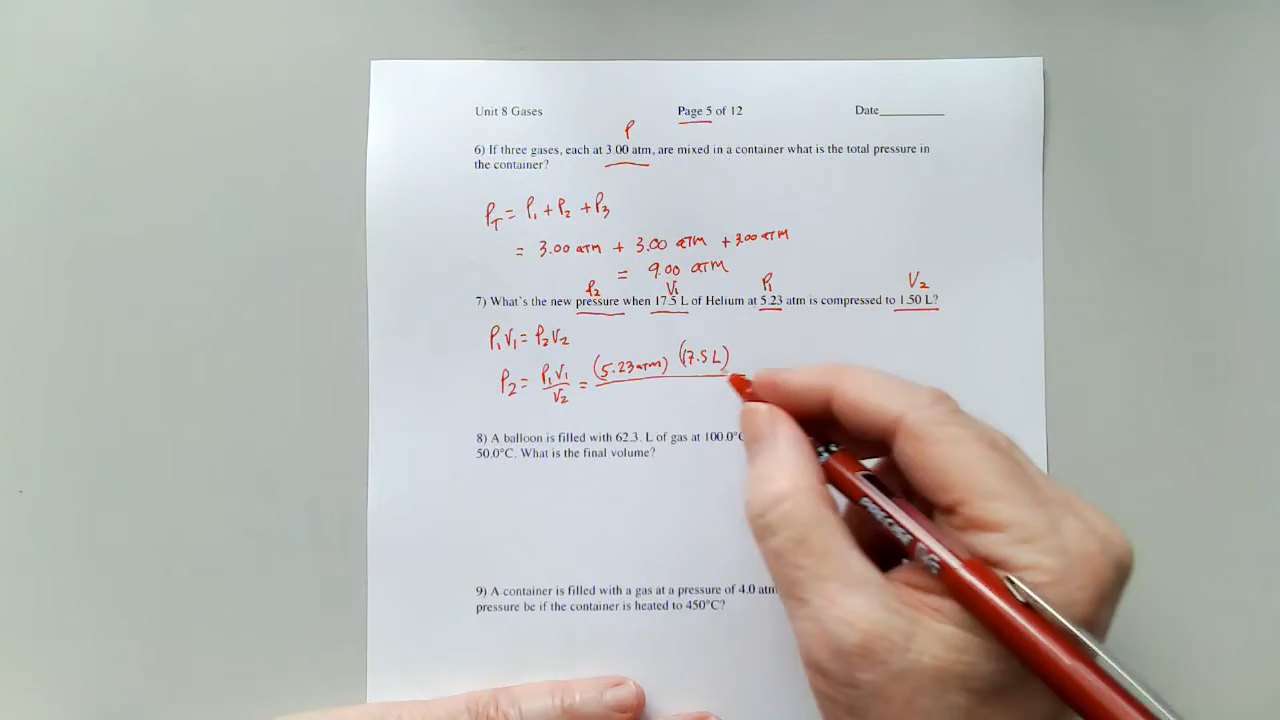 Unit 8 Gases Page 5 of 12 Date_________
P
6) If three gases, each at 3.00 atm, are mixed in a container what is the total pressure in
the container?
P_T = P₁ + P₂ + P₃
= 3.00 ATM + 3.00 ATM + 3.00 ATM
= 9.00 ATM
P₂ V₁ P₁ V₂
7) What`s the new pressure when 17.5 L of Helium at 5.23 atm is compressed to 1.50 L?
P₁V₁ = P₂V₂
P₂ = P₁V₁ = (5.23 atm) (17.5 L)
V₂
8) A balloon is filled with 62.3. L of gas at 100.0°C
50.0°C. What is the final volume?
9) A container is filled with a gas at a pressure of 4.0 atm
pressure be if the container is heated to 450°C?
PRECISE V5